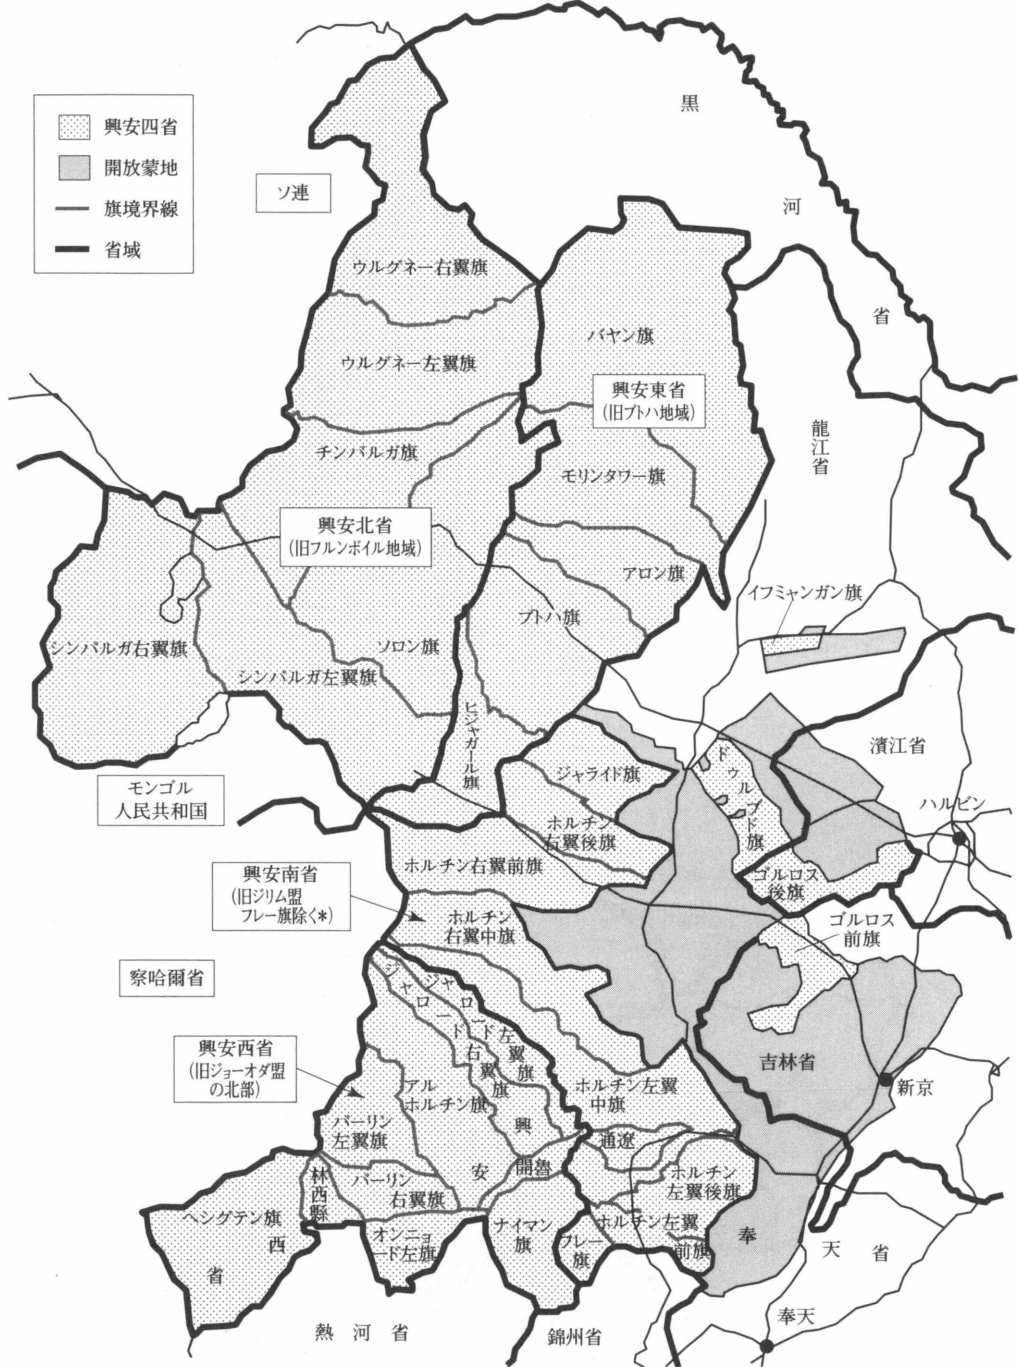 興安四省
開放蒙地
旗境界線
省域
ソ連
黒
河
省
ウルグネー右翼旗
ウルグネー左翼旗
バヤン旗
興安東省
(旧ブトハ地域)
龍江省
チンバルガ旗
モリンタワー旗
興安北省
(旧フルンボイル地域)
アロン旗
イフミャンガン旗
ブトハ旗
シンバルガ右翼旗
シンバルガ左翼旗
ソロン旗
ヒジャガール旗
濱江省
ドゥルブド旗
ジャライド旗
モンゴル
人民共和国
ハルビン
ホルチン
右翼後旗
ホルチン右翼前旗
ゴルロス
後旗
興安南省
(旧ジリム盟
フレー旗除く*)
ホルチン
右翼中旗
ゴルロス
前旗
察哈爾省
ジャロード右翼旗
ジャロード左翼旗
興安西省
(旧ジョーオダ盟
の北部)
吉林省
新京
アル
ホルチン旗
ホルチン左翼
中旗
バーリン
左翼旗
興
安
西
省
通遼
開魯
バーリン
右翼旗
ホルチン
左翼後旗
林西縣
ヘシグテン旗
オンニョ
ード左旗
ナイマン
旗
フレー
旗
ホルチン左翼
前旗
奉
天
省
奉天
熱河省
錦州省